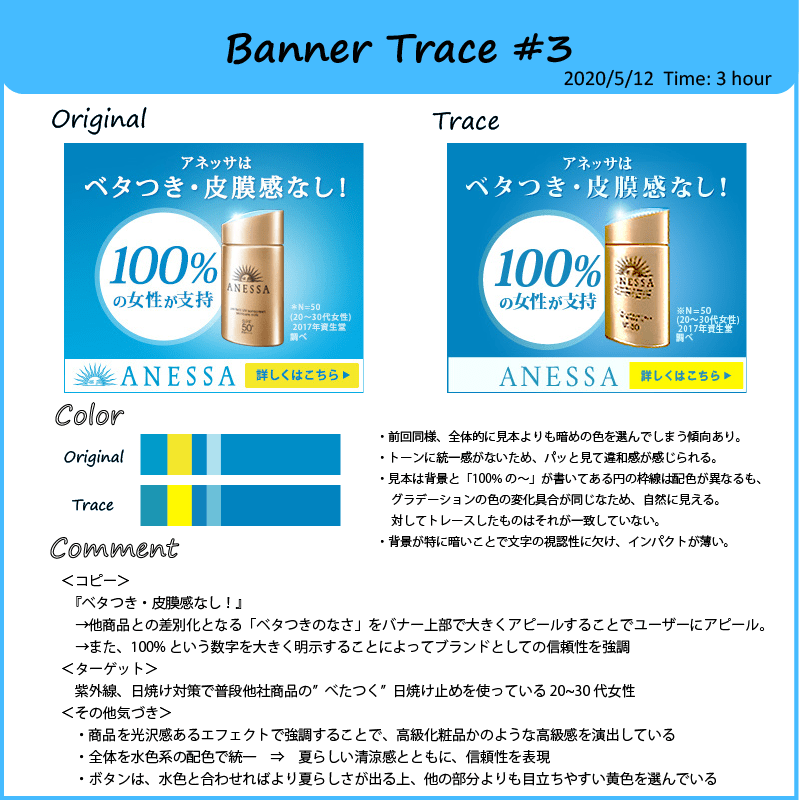 Banner Trace #3
2020/5/12 Time: 3 hour
Original
Trace
アネッサは
ベタつき・皮膜感なし!
100%
の女性が支持
ANESSA
SPF
50+
※N=50
(20〜30代女性)
2017年資生堂
調べ
ANESSA
詳しくはこちら▶
アネッサは
ベタつき・皮膜感なし!
100%
の女性が支持
ANESSA
※N=50
(20〜30代女性)
2017年資生堂
調べ
ANESSA
詳しくはこちら▶
Color
Original
Trace
・前回同様、全体的に見本よりも暗めの色を選んでしまう傾向あり。
・トーンに統一感がないため、パッと見て違和感が感じられる。
・見本は背景と「100%の〜」が書いてある円の枠線は配色が異なるも、
グラデーションの色の変化具合が同じなため、自然に見える。
対してトレースしたものはそれが一致していない。
・背景が特に暗いことで文字の視認性に欠け、インパクトが薄い。
Comment
<コピー>
『ベタつき・皮膜感なし!』
→他商品との差別化となる「ベタつきのなさ」をバナー上部で大きくアピールすることでユーザーにアピール。
→また、100%という数字を大きく明示することによってブランドとしての信頼性を強調
<ターゲット>
紫外線、日焼け対策で普段他社商品の”べたつく”日焼け止めを使っている20~30代女性
<その他気づき>
・商品を光沢感あるエフェクトで強調することで、高級化粧品かのような高級感を演出している
・全体を水色系の配色で統一 ⇒ 夏らしい清涼感とともに、信頼性を表現
・ボタンは、水色と合わせればより夏らしさが出る上、他の部分よりも目立ちやすい黄色を選んでいる